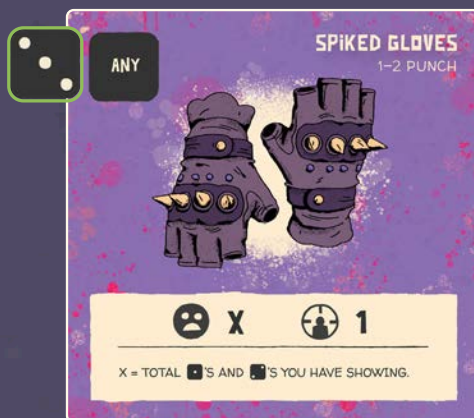 SPIKED GLOVES
1-2 PUNCH
ANY
X 1
X = TOTAL 'S AND 'S YOU HAVE SHOWING.